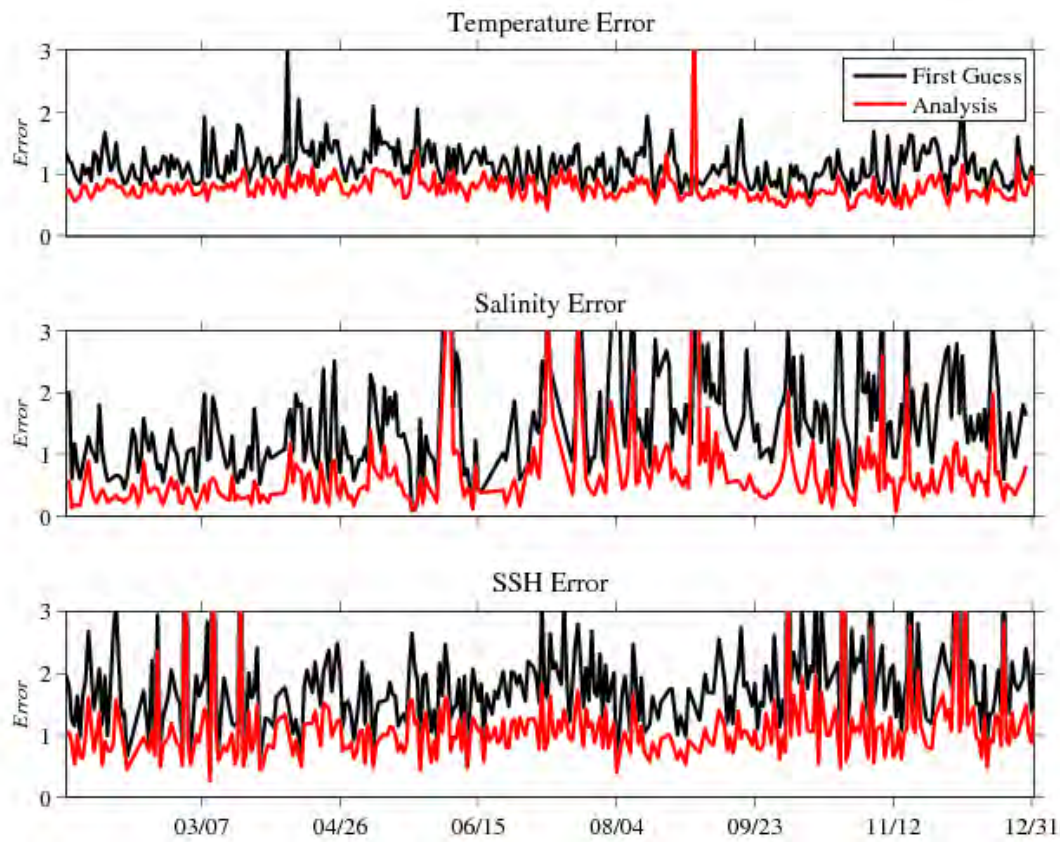 Temperature Error
3
2
1
0
Error
First Guess
Analysis
Salinity Error
3
2
1
0
Error
SSH Error
3
2
1
0
Error
03/07 04/26 06/15 08/04 09/23 11/12 12/31